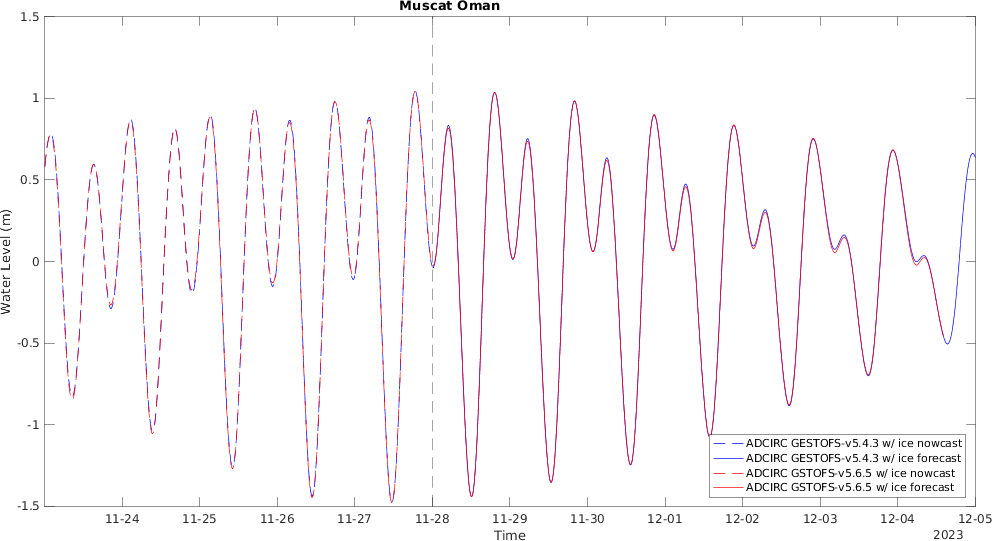 Muscat Oman
1.5
1
0.5
0
-0.5
-1
-1.5
Water Level (m)
ADCIRC GESTOFS-v5.4.3 w/ ice nowcast
ADCIRC GESTOFS-v5.4.3 w/ ice forecast
ADCIRC GSTOFS-v5.6.5 w/ ice nowcast
ADCIRC GSTOFS-v5.6.5 w/ ice forecast
11-24 11-25 11-26 11-27 11-28 11-29 11-30 12-01 12-02 12-03 12-04 12-05
Time
2023